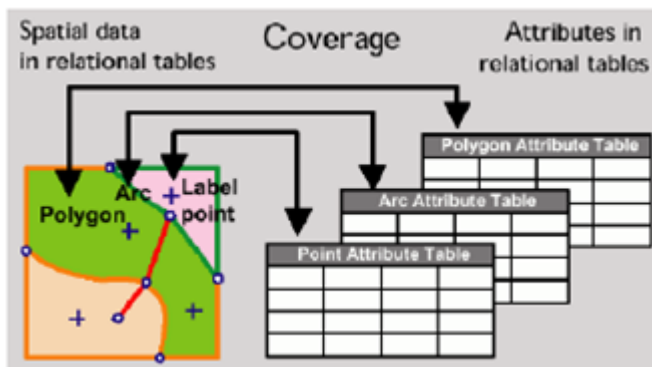 Spatial data
in relational tables
Coverage
Attributes in
relational tables
Polygon Attribute Table
Arc Attribute Table
Point Attribute Table
Arc
Label
point
Polygon